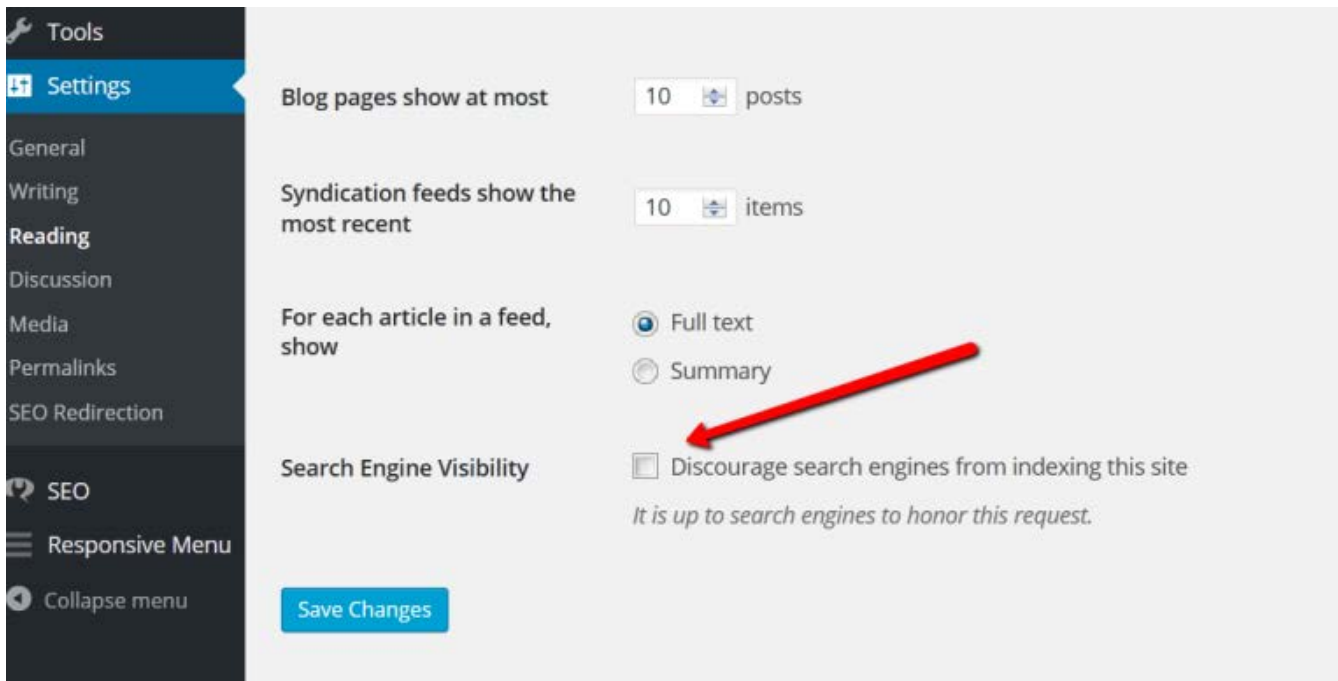 Tools
Settings
General
Writing
Reading
Discussion
Media
Permalinks
SEO Redirection
SEO
Responsive Menu
Collapse menu
Blog pages show at most
10 posts
Syndication feeds show the
most recent
10 items
For each article in a feed,
show
Full text
Summary
Search Engine Visibility
Discourage search engines from indexing this site
It is up to search engines to honor this request.
Save Changes